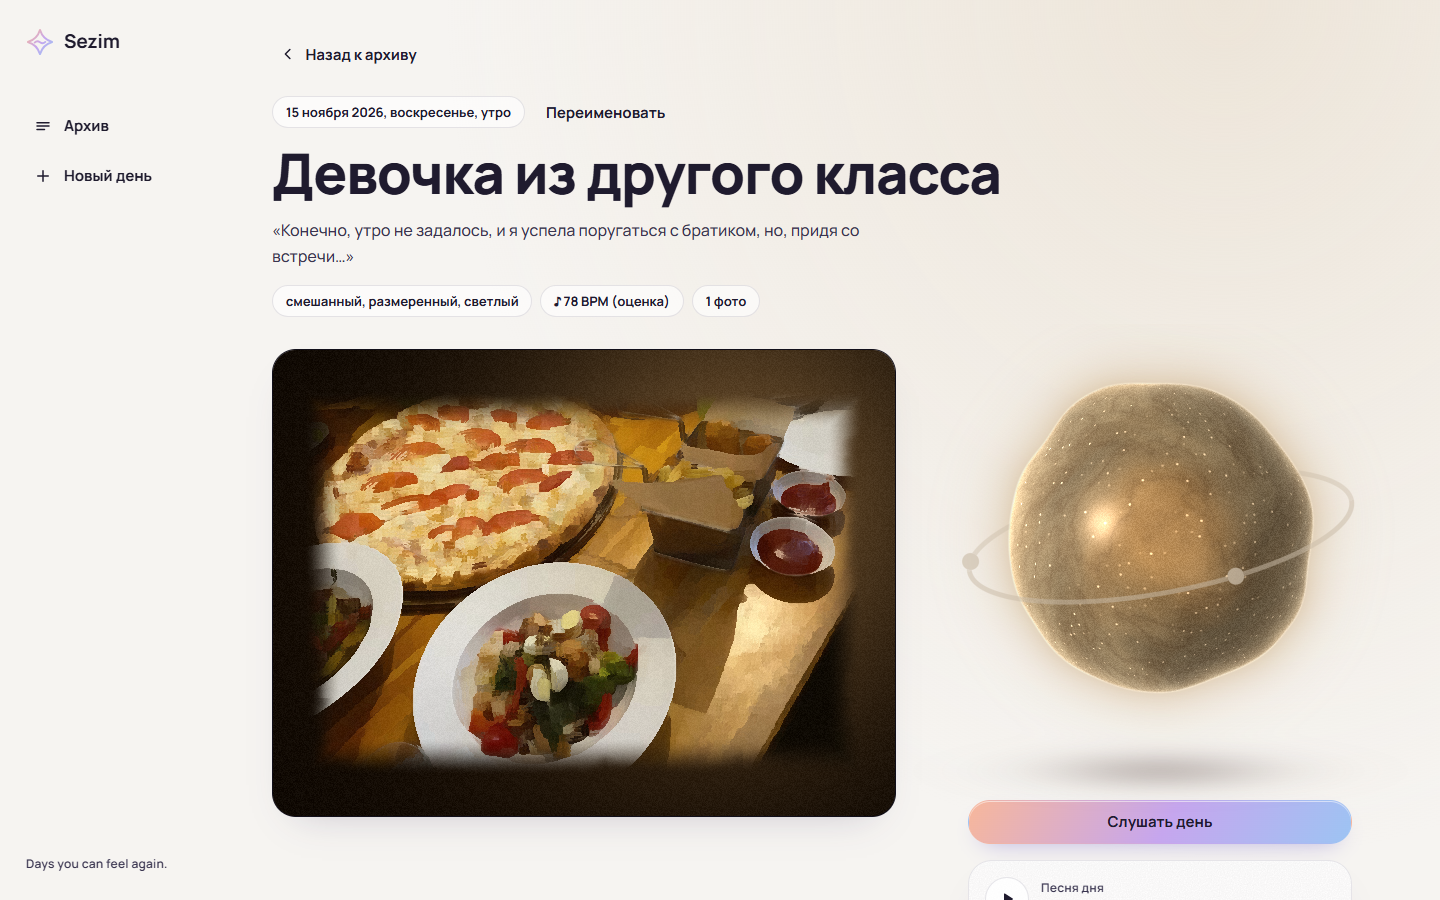 Sezim
Архив
Новый день
Days you can feel again.
Назад к архиву
15 ноября 2026, воскресенье, утро
Переименовать
Девочка из другого класса
«Конечно, утро не задалось, и я успела поругаться с братиком, но, придя со
встречи…»
смешанный, размеренный, светлый
♪ 78 BPM (оценка)
1 фото
Слушать день
Песня дня